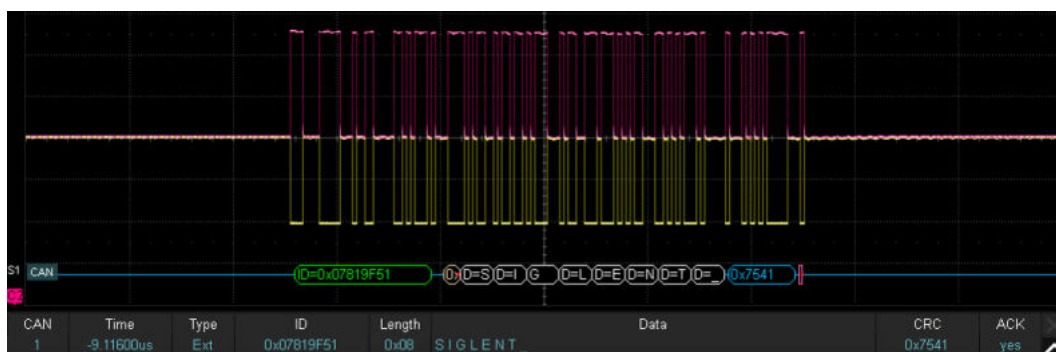 S1 CAN ID=0x07819F51 0x D=S D=I G D=L D=E D=N D=T D=_ 0x7541
C2
CAN Time Type ID Length Data CRC ACK
1 -9.11600us Ext 0x07819F51 0x08 S I G L E N T _ 0x7541 yes